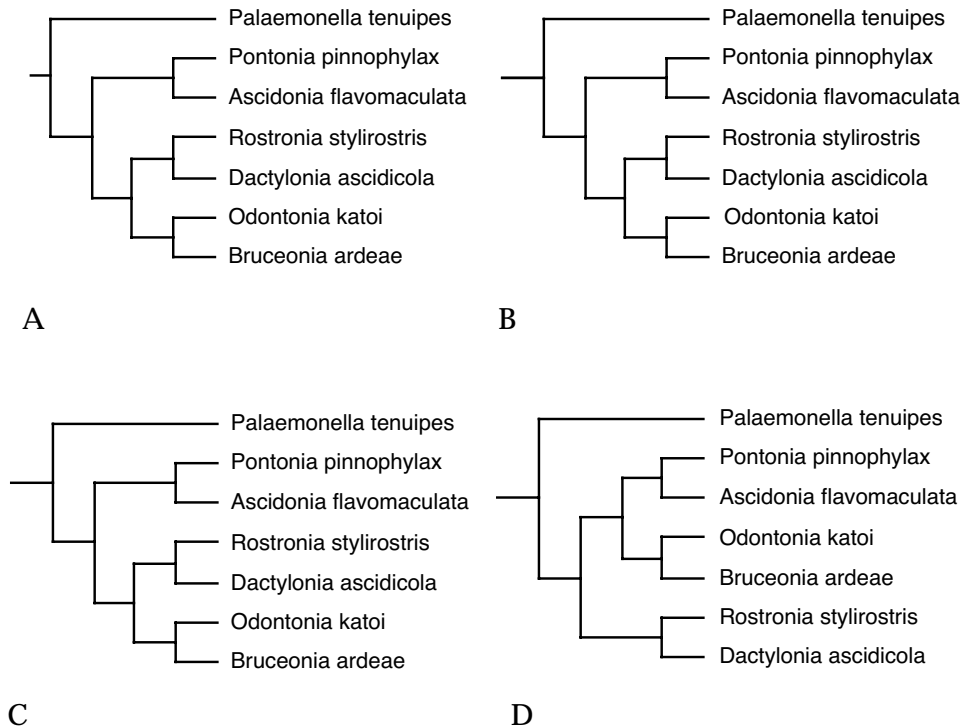 Palaemonella tenuipes
Pontonia pinnophylax
Ascidonia flavomaculata
Rostronia stylirostris
Dactylonia ascidicola
Odontonia katoi
Bruceonia ardeae
A
Palaemonella tenuipes
Pontonia pinnophylax
Ascidonia flavomaculata
Rostronia stylirostris
Dactylonia ascidicola
Odontonia katoi
Bruceonia ardeae
B
Palaemonella tenuipes
Pontonia pinnophylax
Ascidonia flavomaculata
Rostronia stylirostris
Dactylonia ascidicola
Odontonia katoi
Bruceonia ardeae
C
Palaemonella tenuipes
Pontonia pinnophylax
Ascidonia flavomaculata
Odontonia katoi
Bruceonia ardeae
Rostronia stylirostris
Dactylonia ascidicola
D